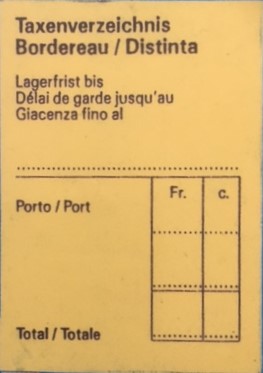 Taxenverzeichnis
Bordereau / Distinta
Lagerfrist bis
Délai de garde jusqu'au
Giacenza fino al
Fr. c.
Porto / Port
Total / Totale